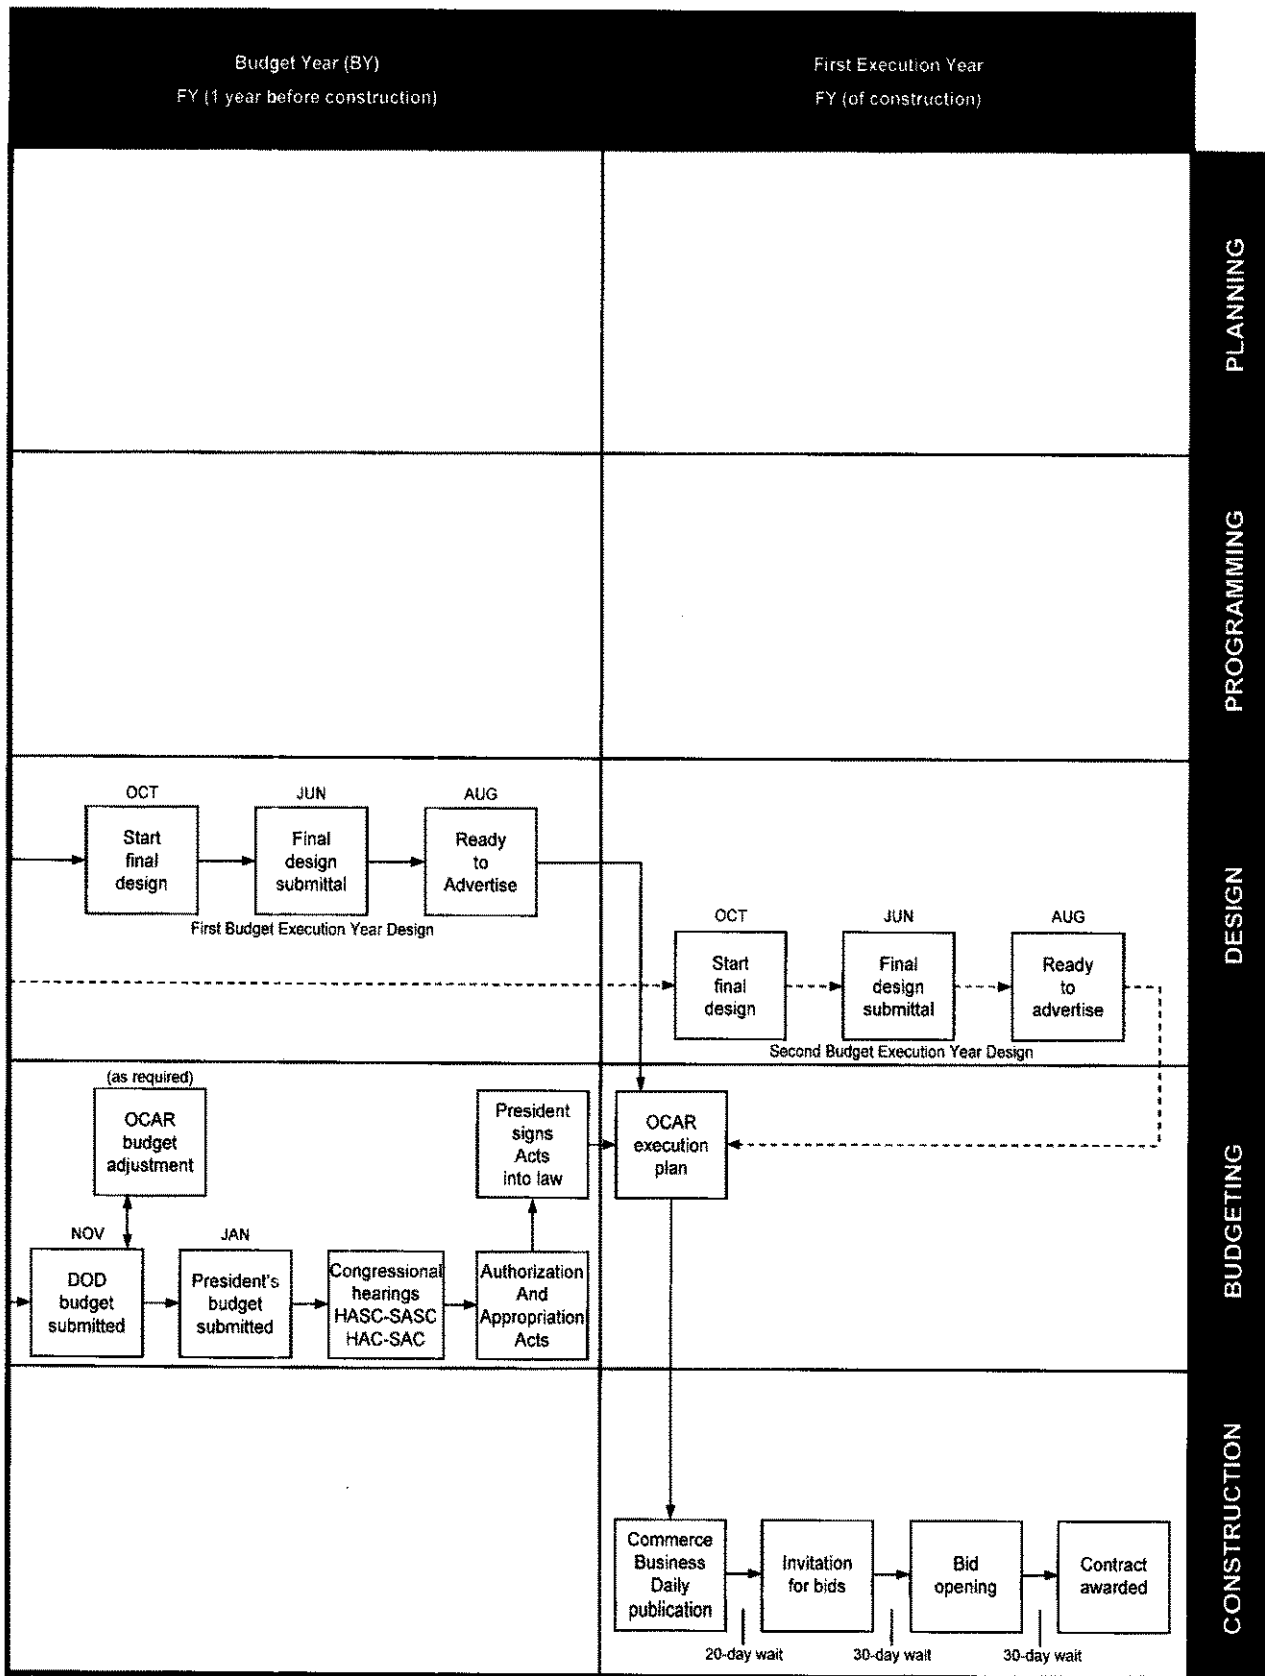 Budget Year (BY)
FY (1 year before construction)
First Execution Year
FY (of construction)
PLANNING
PROGRAMMING
OCT
Start
final
design
JUN
Final
design
submittal
AUG
Ready
to
Advertise
First Budget Execution Year Design
OCT
Start
final
design
JUN
Final
design
submittal
AUG
Ready
to
advertise
Second Budget Execution Year Design
DESIGN
(as required)
OCAR
budget
adjustment
NOV
DOD
budget
submitted
JAN
President's
budget
submitted
Congressional
hearings
HASC-SASC
HAC-SAC
Authorization
And
Appropriation
Acts
President
signs
Acts
into law
OCAR
execution
plan
BUDGETING
Commerce
Business
Daily
publication
20-day wait
Invitation
for bids
30-day wait
Bid
opening
30-day wait
Contract
awarded
CONSTRUCTION